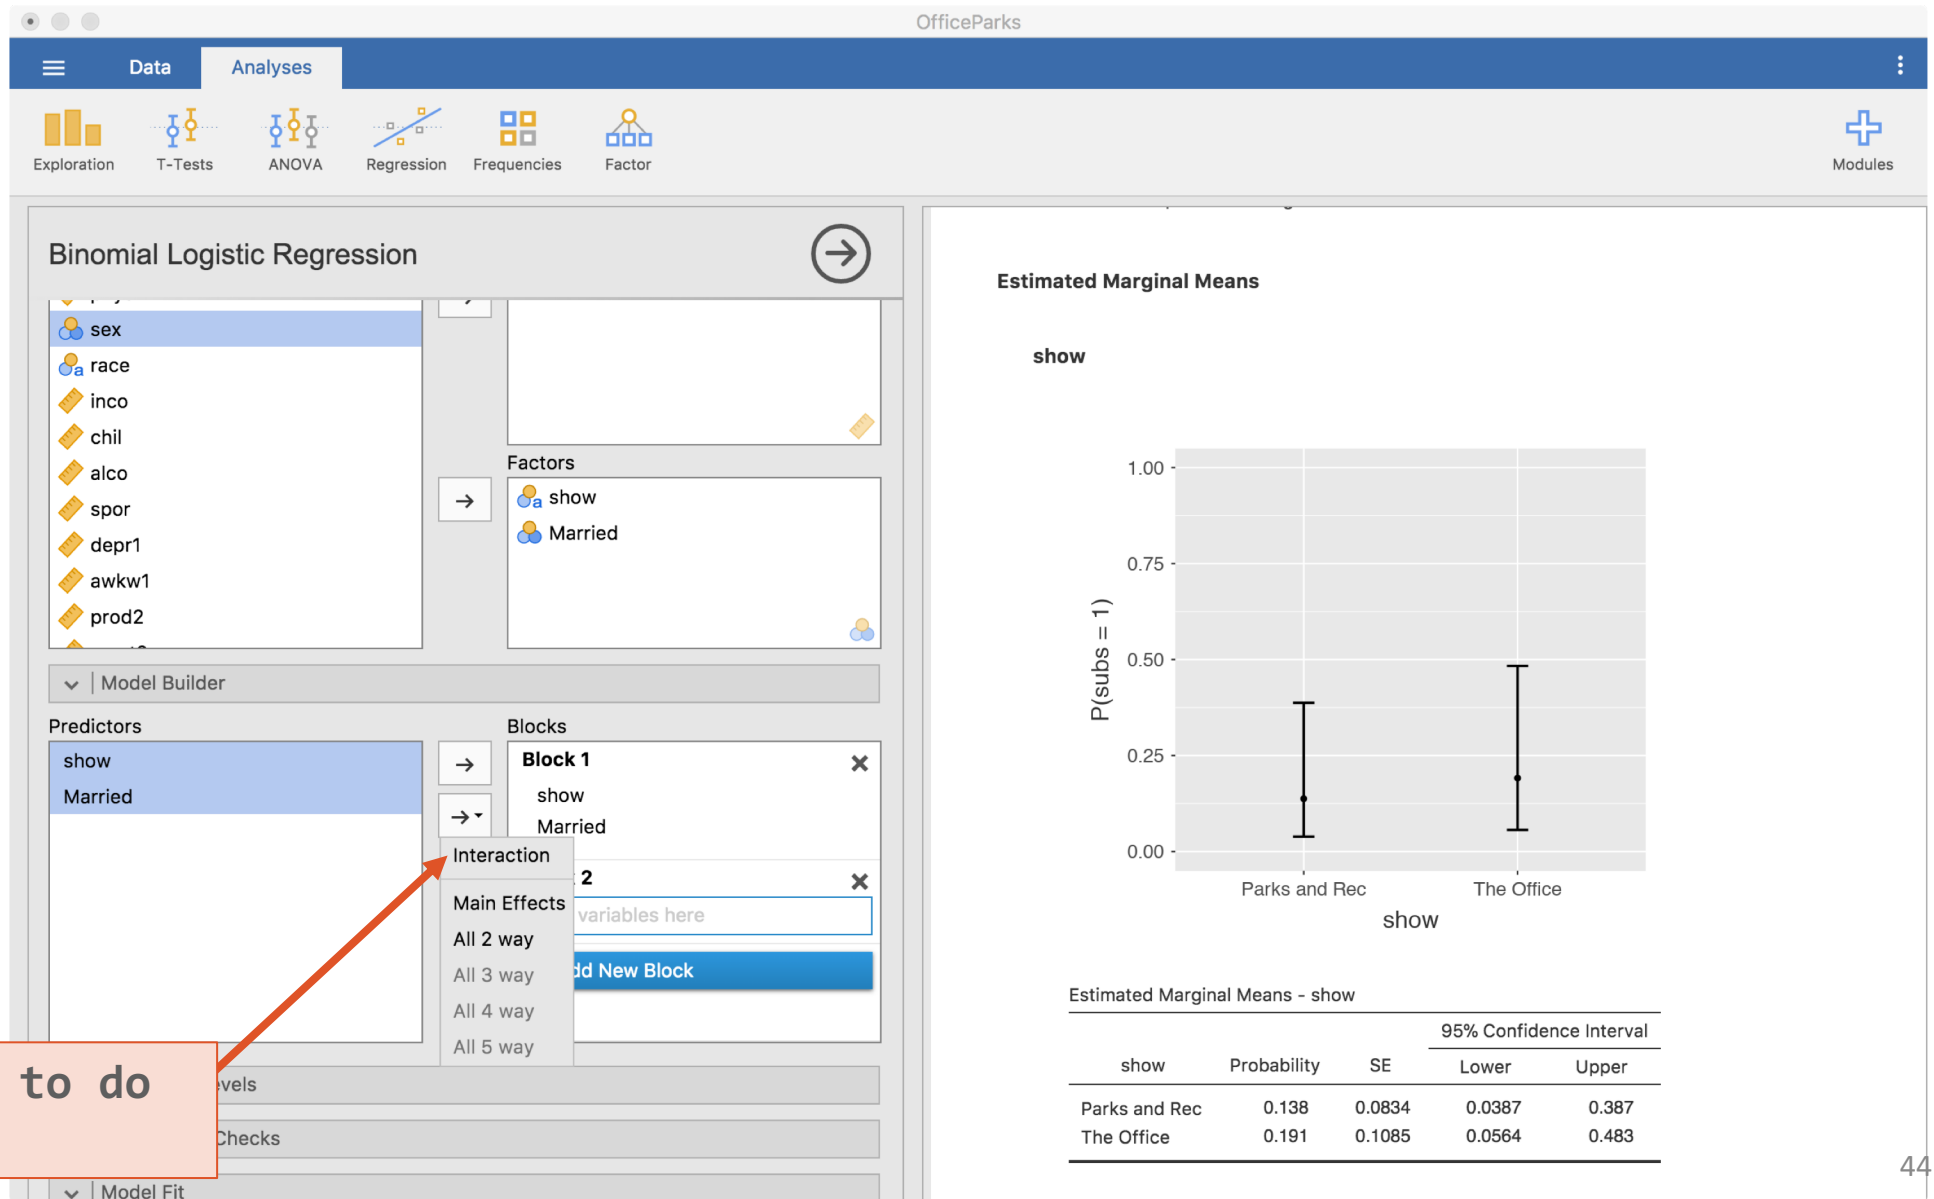 OfficeParks
Data
Analyses
Exploration
T-Tests
ANOVA
Regression
Frequencies
Factor
Modules
Binomial Logistic Regression
sex
race
inco
chil
alco
spor
depr1
awkw1
prod2
Factors
show
Married
Model Builder
Predictors
show
Married
Blocks
Block 1
show
Married
2
variables here
dd New Block
Interaction
Main Effects
All 2 way
All 3 way
All 4 way
All 5 way
to do
evels
Checks
Model Fit
Estimated Marginal Means
show
P(subs = 1)
1.00
0.75
0.50
0.25
0.00
Parks and Rec
The Office
show
Estimated Marginal Means - show
95% Confidence Interval
show Probability SE Lower Upper
Parks and Rec 0.138 0.0834 0.0387 0.387
The Office 0.191 0.1085 0.0564 0.483
44